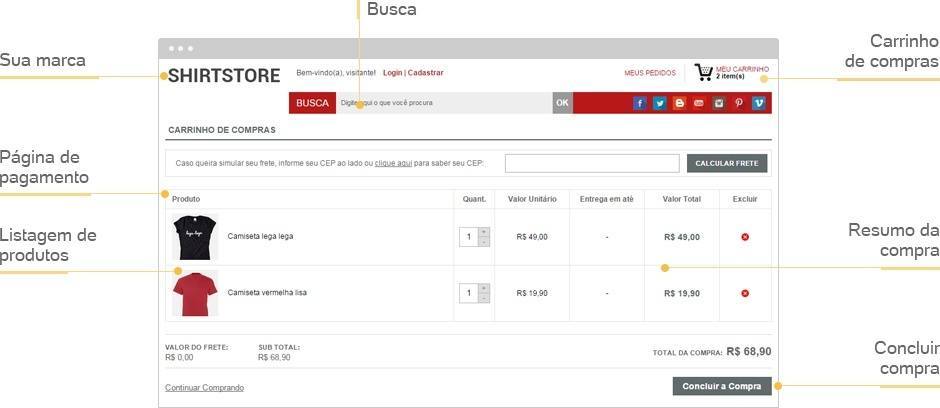 Busca
Sua marca
Carrinho
de compras
SHIRTSTORE
Bem-vindo(a), visitante! Login | Cadastrar
MEUS PEDIDOS
MEU CARRINHO
2 item(s)
BUSCA
Digite aqui o que você procura
OK
CARRINHO DE COMPRAS
Página de
pagamento
Caso queira simular seu frete, informe seu CEP ao lado ou clique aqui para saber seu CEP:
CALCULAR FRETE
Produto Quant. Valor Unitário Entrega em até Valor Total Excluir
Listagem de
produtos
Camiseta lega lega 1 R$ 49,00 - R$ 49,00
Resumo da
compra
Camiseta vermelha lisa 1 R$ 19,90 - R$ 19,90
VALOR DO FRETE: SUB TOTAL:
R$ 0,00 R$ 68,90
TOTAL DA COMPRA: R$ 68,90
Concluir
compra
Continuar Comprando
Concluir a Compra